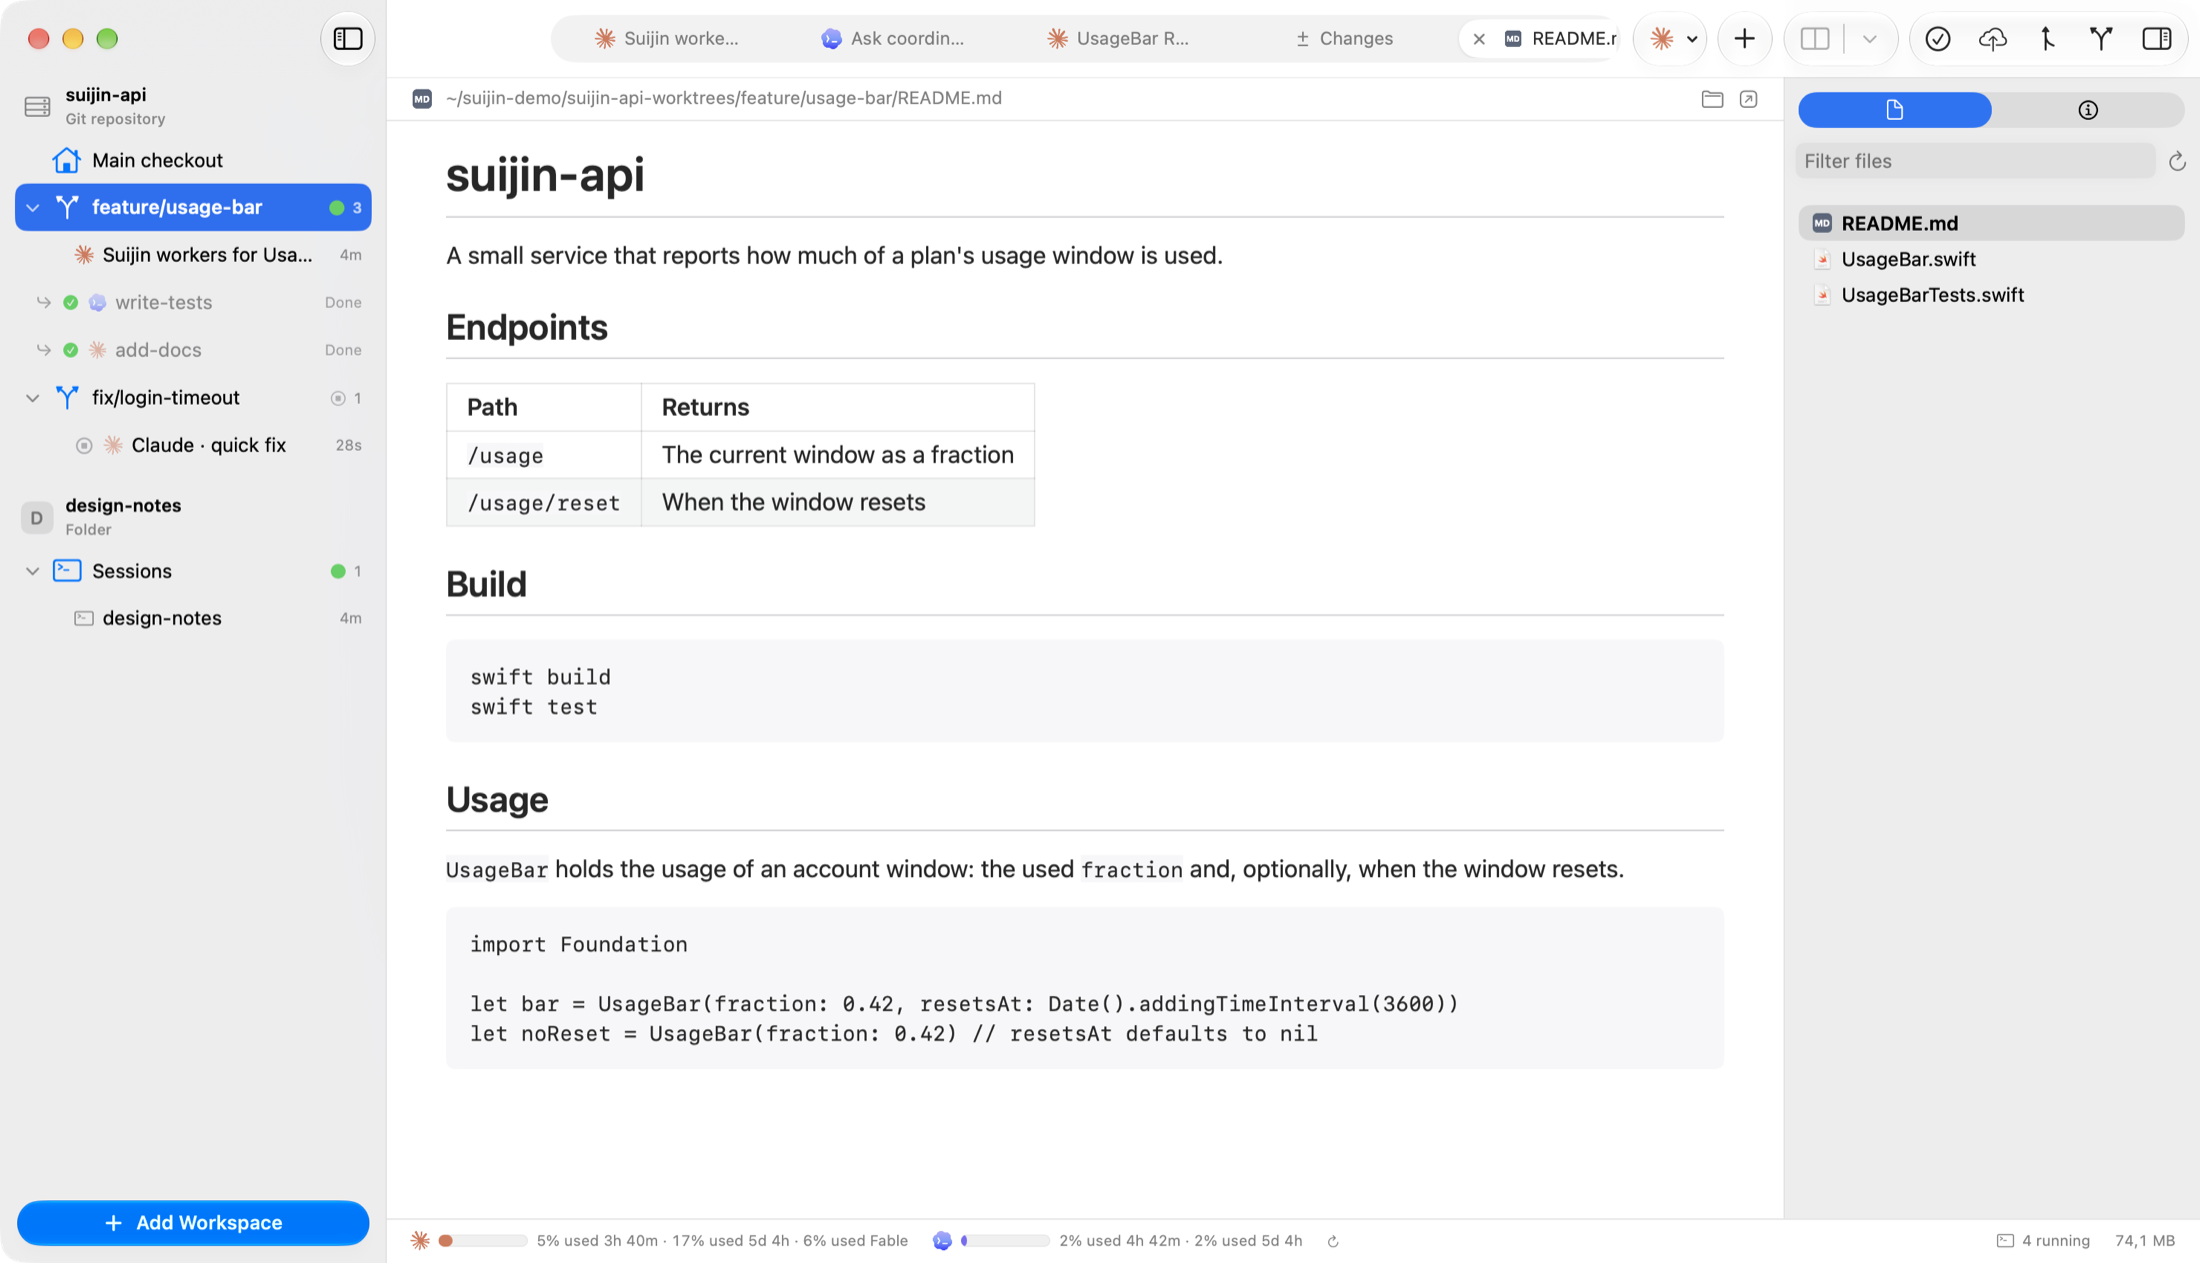 Suijin worke...
Ask coordin...
UsageBar R...
± Changes
README.r
suijin-api
Git repository
Main checkout
feature/usage-bar 3
Suijin workers for Usa... 4m
write-tests Done
add-docs Done
fix/login-timeout 1
Claude · quick fix 28s
D
design-notes
Folder
Sessions 1
design-notes 4m
+ Add Workspace
MD ~/suijin-demo/suijin-api-worktrees/feature/usage-bar/README.md
suijin-api
A small service that reports how much of a plan's usage window is used.
Endpoints
Path Returns
/usage The current window as a fraction
/usage/reset When the window resets
Build
swift build
swift test
Usage
UsageBar holds the usage of an account window: the used fraction and, optionally, when the window resets.
import Foundation
let bar = UsageBar(fraction: 0.42, resetsAt: Date().addingTimeInterval(3600))
let noReset = UsageBar(fraction: 0.42) // resetsAt defaults to nil
Filter files
MD README.md
UsageBar.swift
UsageBarTests.swift
5% used 3h 40m · 17% used 5d 4h · 6% used Fable
2% used 4h 42m · 2% used 5d 4h
4 running
74,1 MB